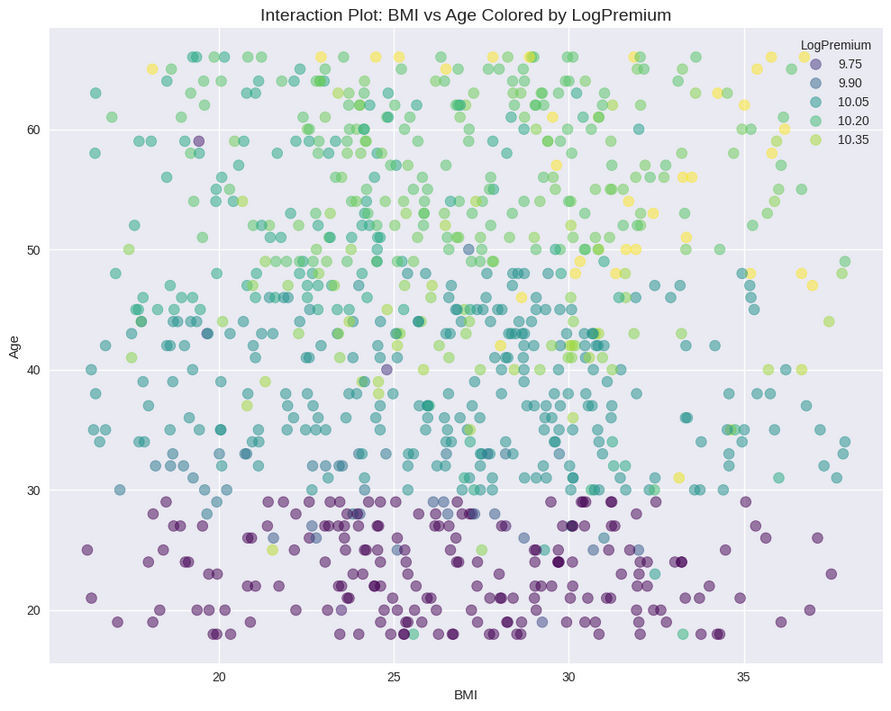 Interaction Plot: BMI vs Age Colored by LogPremium
LogPremium
9.75
9.90
10.05
10.20
10.35
60
50
40
30
20
Age
20 25 30 35
BMI